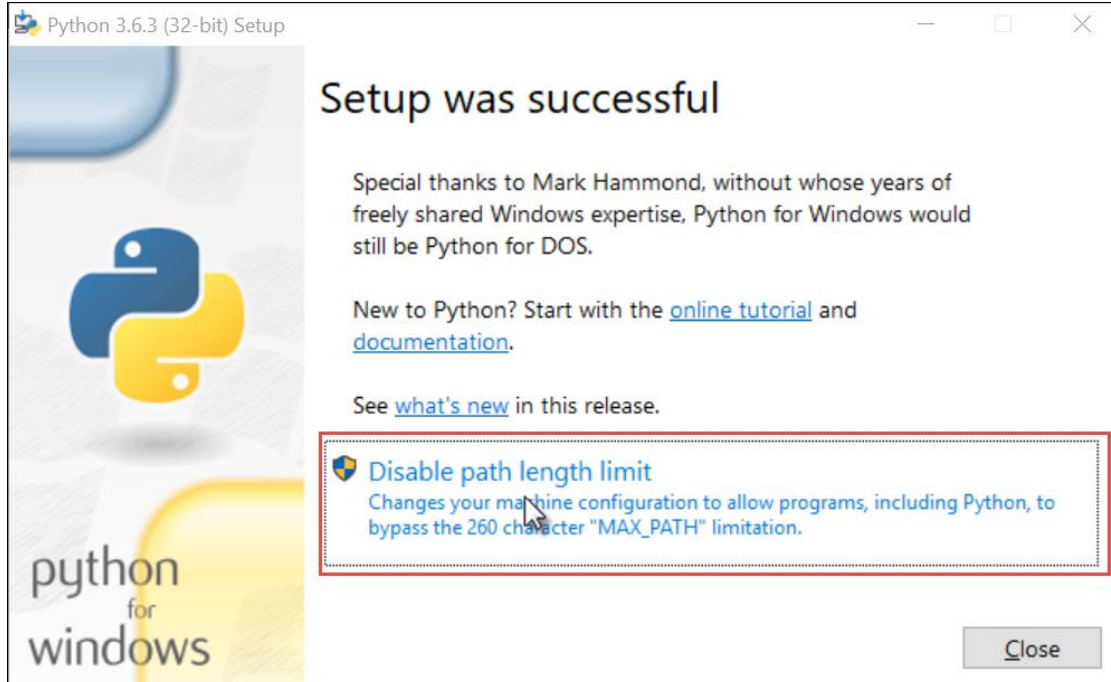 Python 3.6.3 (32-bit) Setup
Setup was successful
Special thanks to Mark Hammond, without whose years of
freely shared Windows expertise, Python for Windows would
still be Python for DOS.
New to Python? Start with the online tutorial and
documentation.
See what's new in this release.
Disable path length limit
Changes your machine configuration to allow programs, including Python, to
bypass the 260 character "MAX_PATH" limitation.
python
for
windows
Close